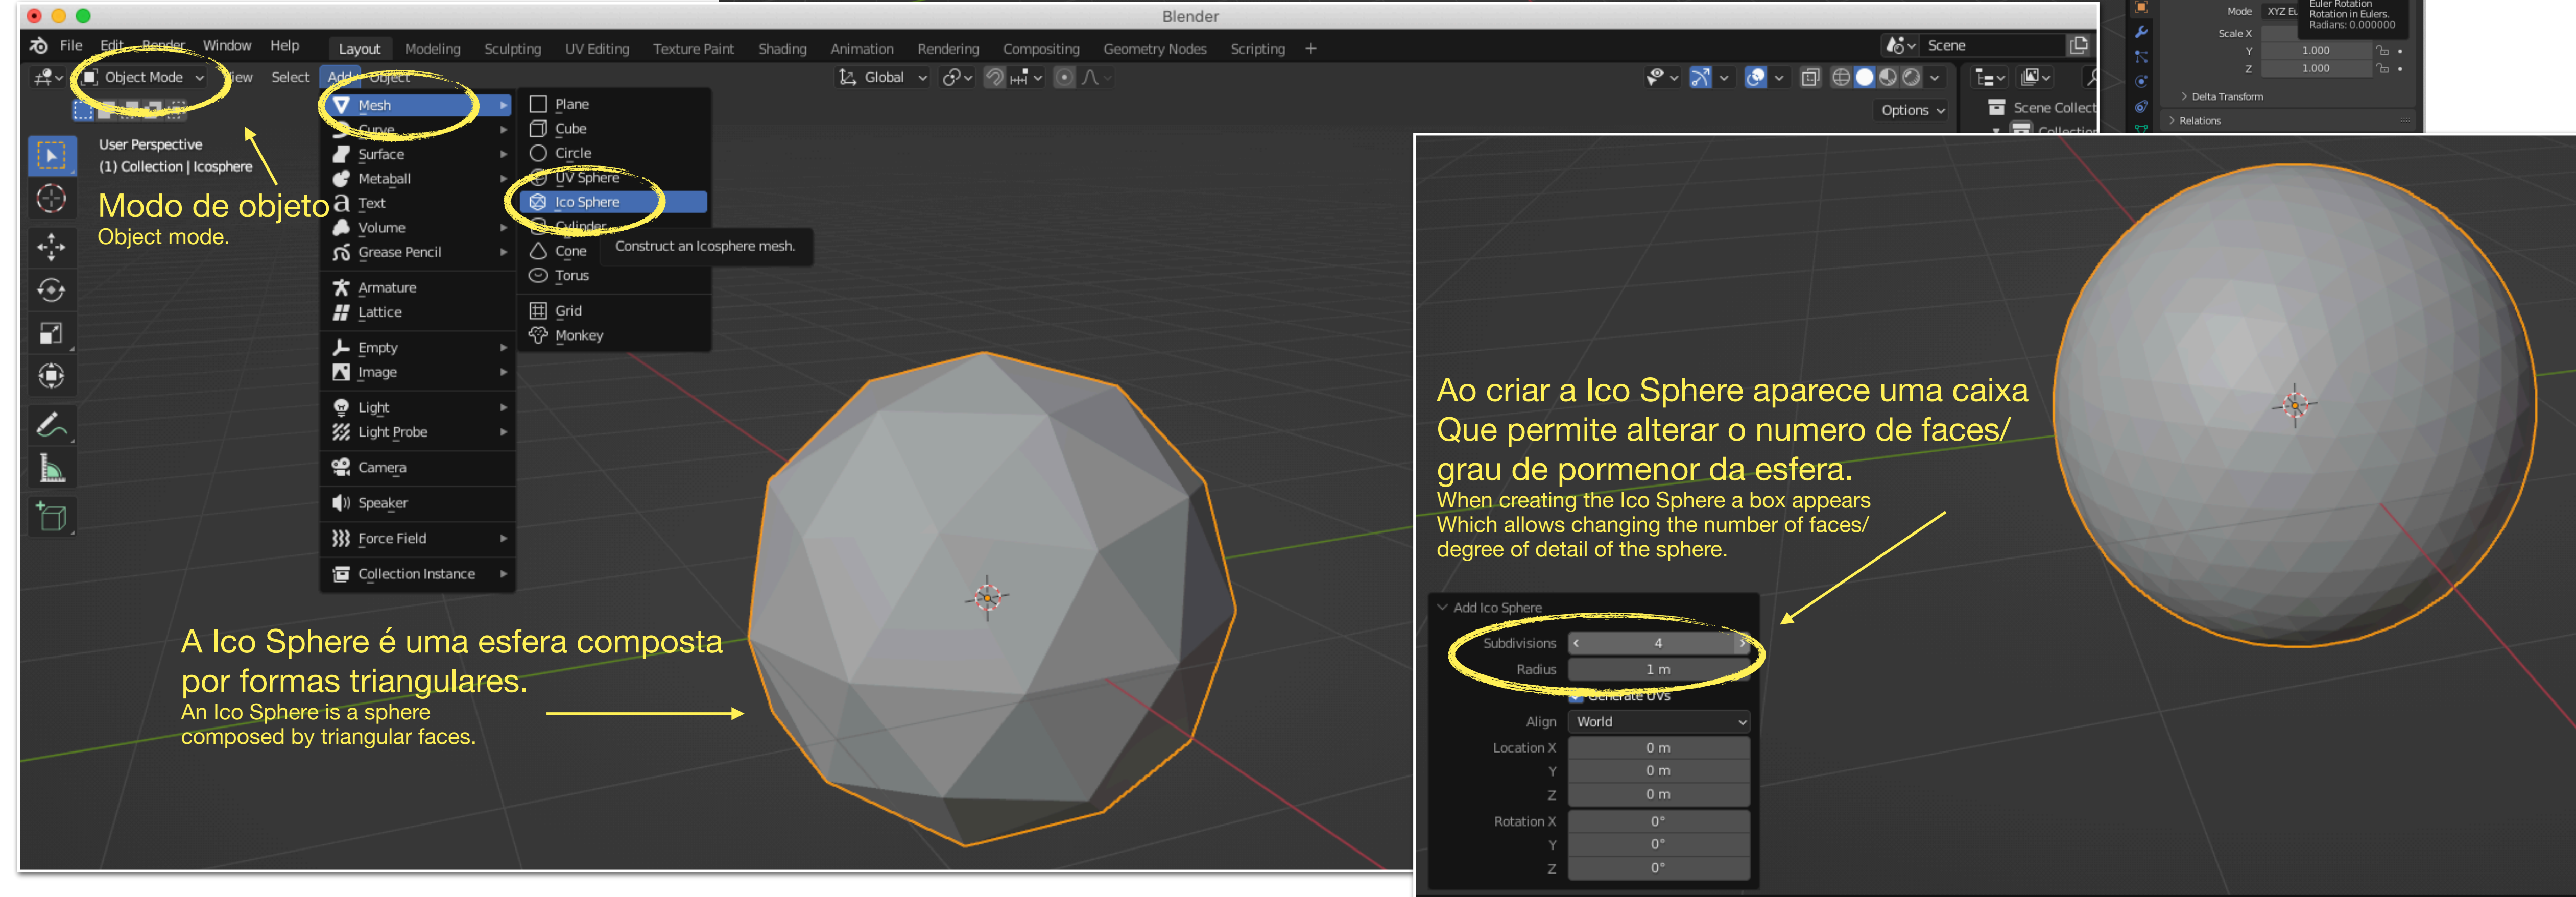 Blender
File Edit Render Window Help
Layout Modeling Sculpting UV Editing Texture Paint Shading Animation Rendering Compositing Geometry Nodes Scripting +
Scene
Object Mode View Select Add Object
Global
Options
Scene Collect
Collection
User Perspective
(1) Collection | Icosphere
Modo de objeto
Object mode.
Mesh
Curve
Surface
Metaball
Text
Volume
Grease Pencil
Armature
Lattice
Empty
Image
Light
Light Probe
Camera
Speaker
Force Field
Collection Instance
Plane
Cube
Circle
UV Sphere
Ico Sphere
Cylinder
Cone
Torus
Grid
Monkey
Construct an Icosphere mesh.
A Ico Sphere é uma esfera composta
por formas triangulares.
An Ico Sphere is a sphere
composed by triangular faces.
Mode XYZ Eu
Euler Rotation
Rotation in Eulers.
Radians: 0.000000
Scale X
Y 1.000
Z 1.000
Delta Transform
Relations
Ao criar a Ico Sphere aparece uma caixa
Que permite alterar o numero de faces/
grau de pormenor da esfera.
When creating the Ico Sphere a box appears
Which allows changing the number of faces/
degree of detail of the sphere.
Add Ico Sphere
Subdivisions 4
Radius 1 m
Generate UVs
Align World
Location X 0 m
Y 0 m
Z 0 m
Rotation X 0°
Y 0°
Z 0°